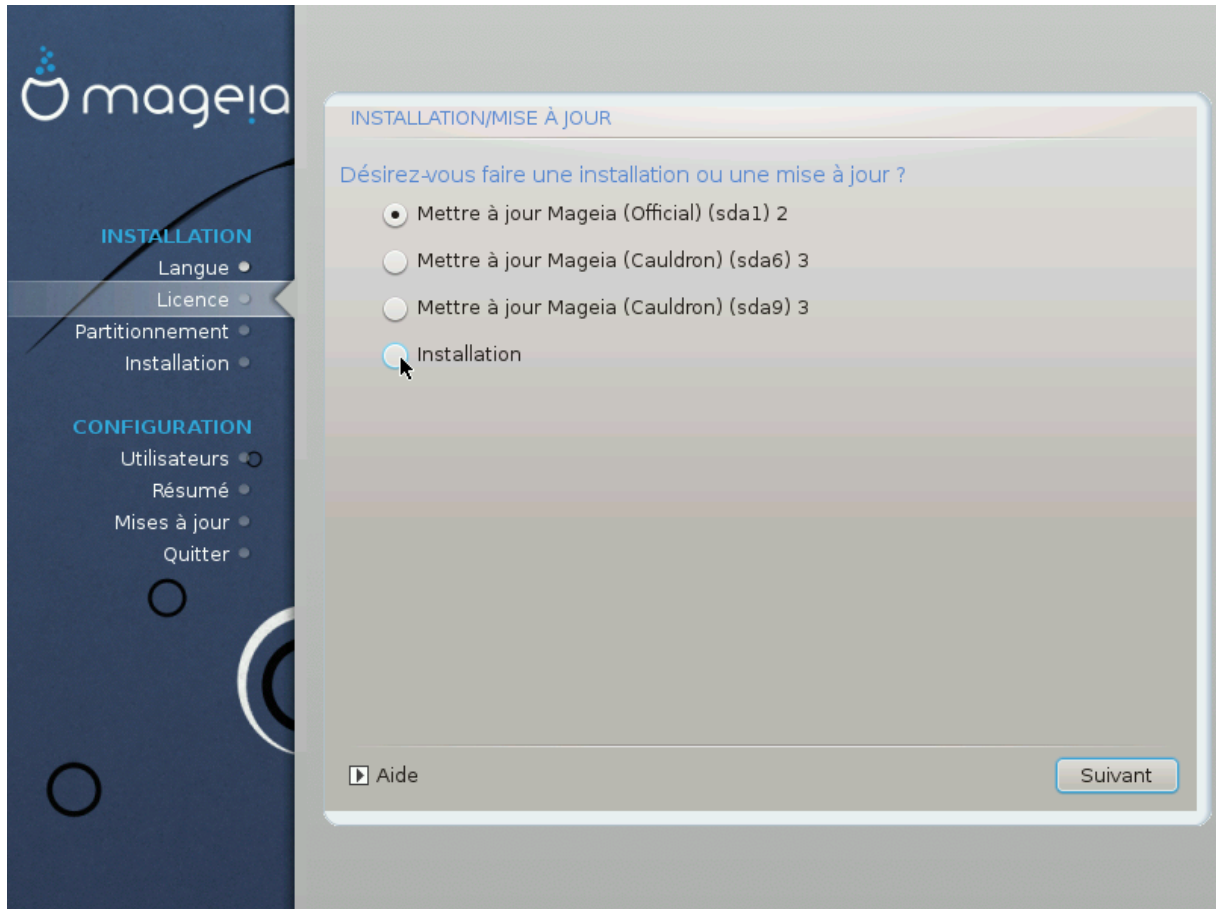 mageia
INSTALLATION
Langue
Licence
Partitionnement
Installation
CONFIGURATION
Utilisateurs
Résumé
Mises à jour
Quitter
INSTALLATION/MISE À JOUR
Désirez-vous faire une installation ou une mise à jour ?
Mettre à jour Mageia (Official) (sda1) 2
Mettre à jour Mageia (Cauldron) (sda6) 3
Mettre à jour Mageia (Cauldron) (sda9) 3
Installation
Aide
Suivant